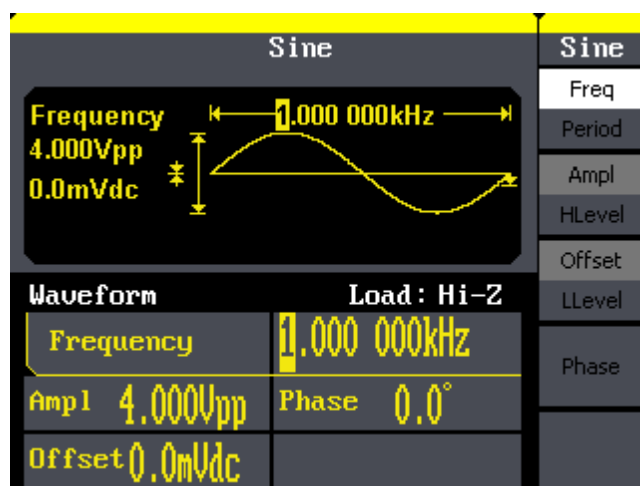 Sine
Frequency
1.000 000kHz
4.000Vpp
0.0mVdc
Waveform
Load: Hi-Z
Frequency
1.000 000kHz
Ampl 4.000Vpp
Phase 0.0°
Offset 0.0mVdc
Sine
Freq
Period
Ampl
HLevel
Offset
LLevel
Phase